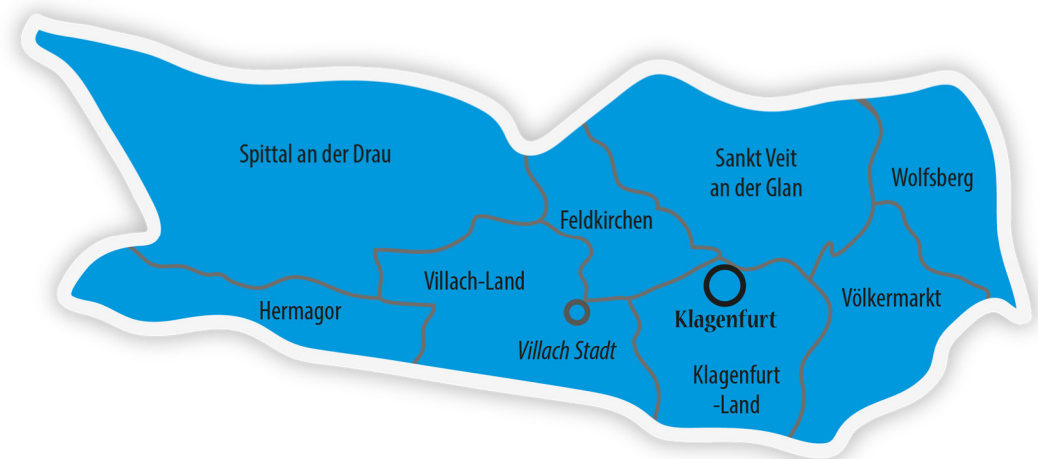 Spittal an der Drau
Sankt Veit
an der Glan
Wolfsberg
Feldkirchen
Villach-Land
Hermagor
Völkermarkt
Klagenfurt
Villach Stadt
Klagenfurt
-Land